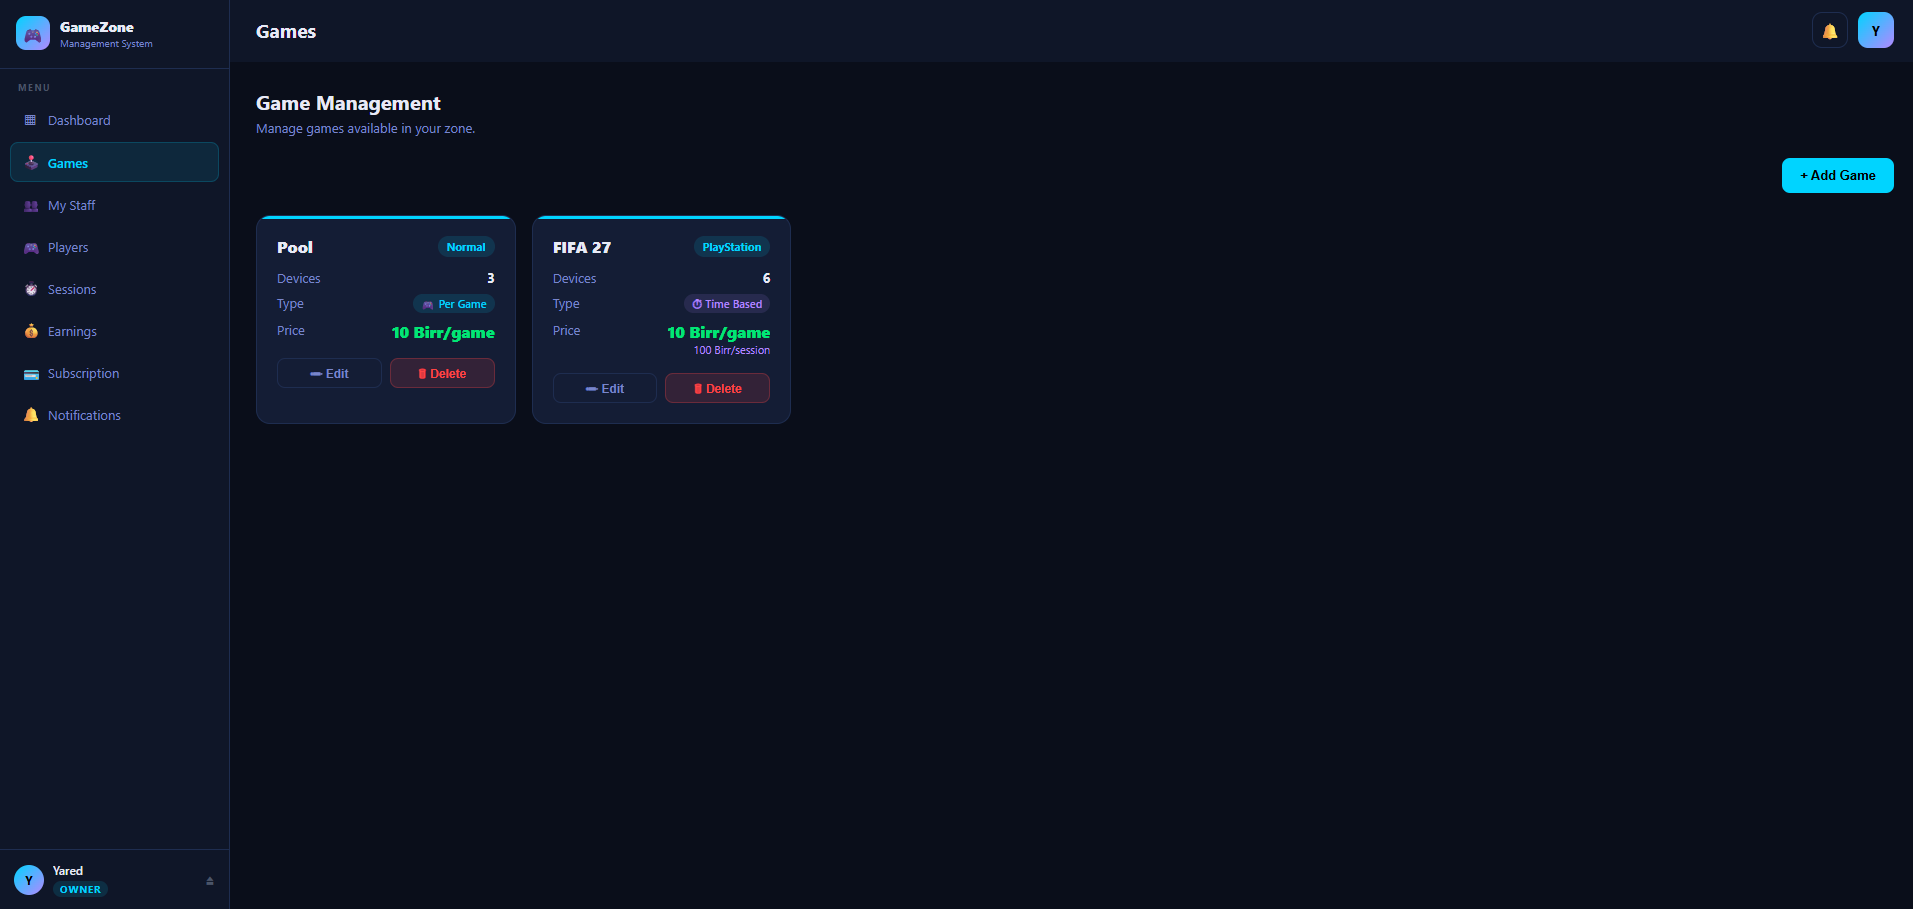 GameZone
Management System
MENU
Dashboard
Games
My Staff
Players
Sessions
Earnings
Subscription
Notifications
Y
Yared
OWNER
Games
Y
Game Management
Manage games available in your zone.
+ Add Game
Pool Normal
Devices 3
Type Per Game
Price 10 Birr/game
Edit Delete
FIFA 27 PlayStation
Devices 6
Type Time Based
Price 10 Birr/game
100 Birr/session
Edit Delete